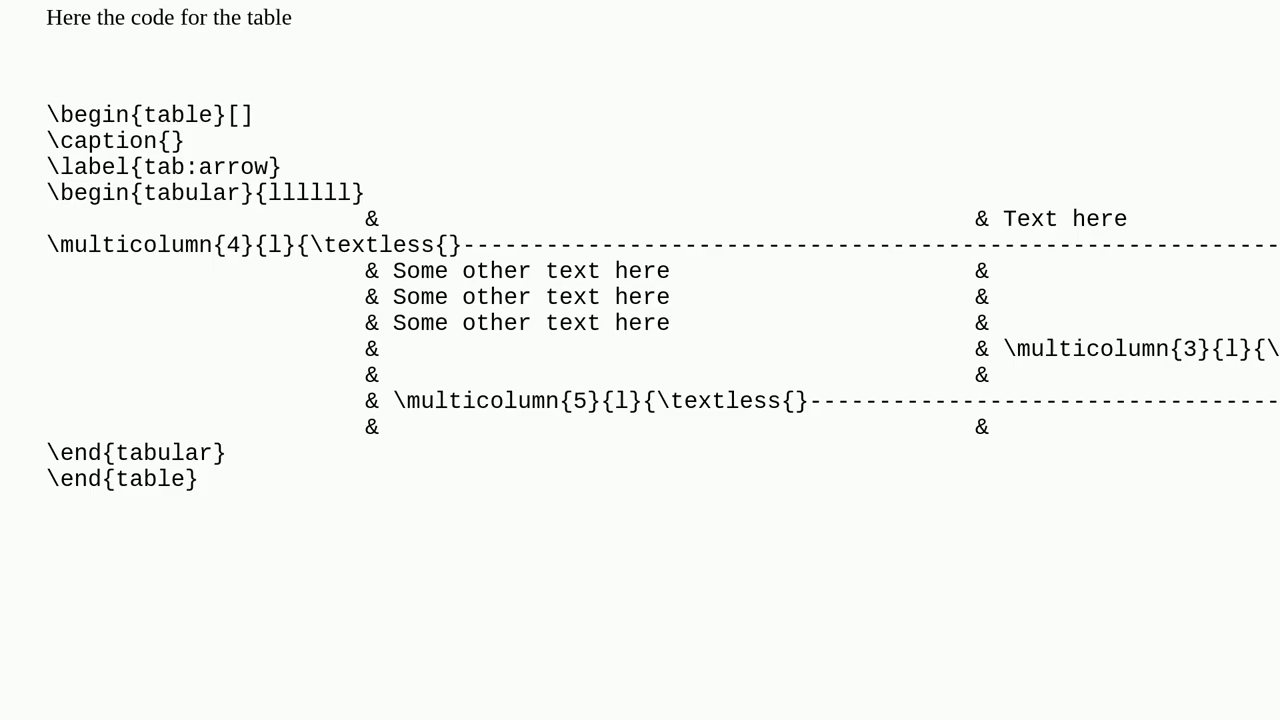 Here the code for the table
\begin{table}[]
\caption{}
\label{tab:arrow}
\begin{tabular}{llllll}
                       &                                           & Text here
\multicolumn{4}{l}{\textless{}-----------------------------------------------------------
                       & Some other text here                      &
                       & Some other text here                      &
                       & Some other text here                      &
                       &                                           & \multicolumn{3}{l}{\
                       &                                           &
                       & \multicolumn{5}{l}{\textless{}----------------------------------
                       &                                           &
\end{tabular}
\end{table}